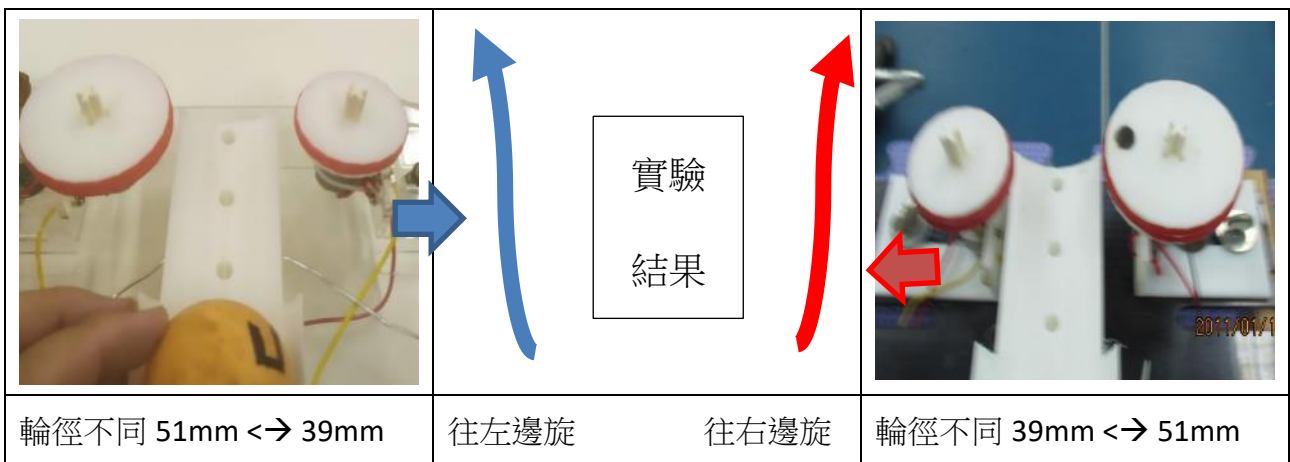 實驗
結果
2011/01/1
輪徑不同 51mm <→ 39mm
往左邊旋 往右邊旋
輪徑不同 39mm <→ 51mm